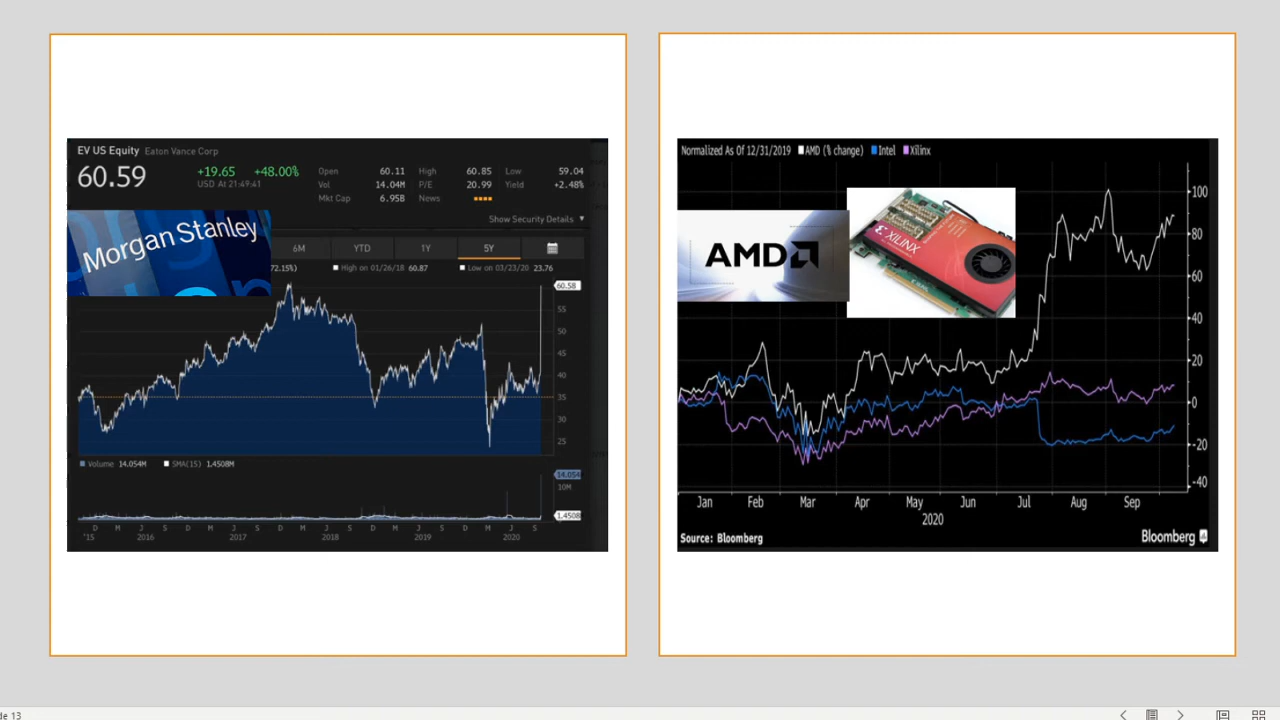 EV US Equity Eaton Vance Corp
60.59 +19.65 +48.00%
USD At 21:49:41
Open 60.11 High 60.85 Low 59.04
Vol 14.04M P/E 20.99 Yield +2.48%
Mkt Cap 6.95B News
Show Security Details
Morgan Stanley
6M YTD 1Y 5Y
72.15%) High on 01/26/18 60.87 Low on 03/23/20 23.76
60.58
55
50
45
40
35
30
25
Volume 14.054M SMA(15) 1.4508M
14.054
10M
1.4508
D M J S D M J S D M J S D M J S D M J S
'15 2016 2017 2018 2019 2020
Normalized As Of 12/31/2019 AMD (% change) Intel Xilinx
AMD
XILINX
100
80
60
40
20
0
-20
-40
Jan Feb Mar Apr May Jun Jul Aug Sep
2020
Source: Bloomberg
Bloomberg
de 13